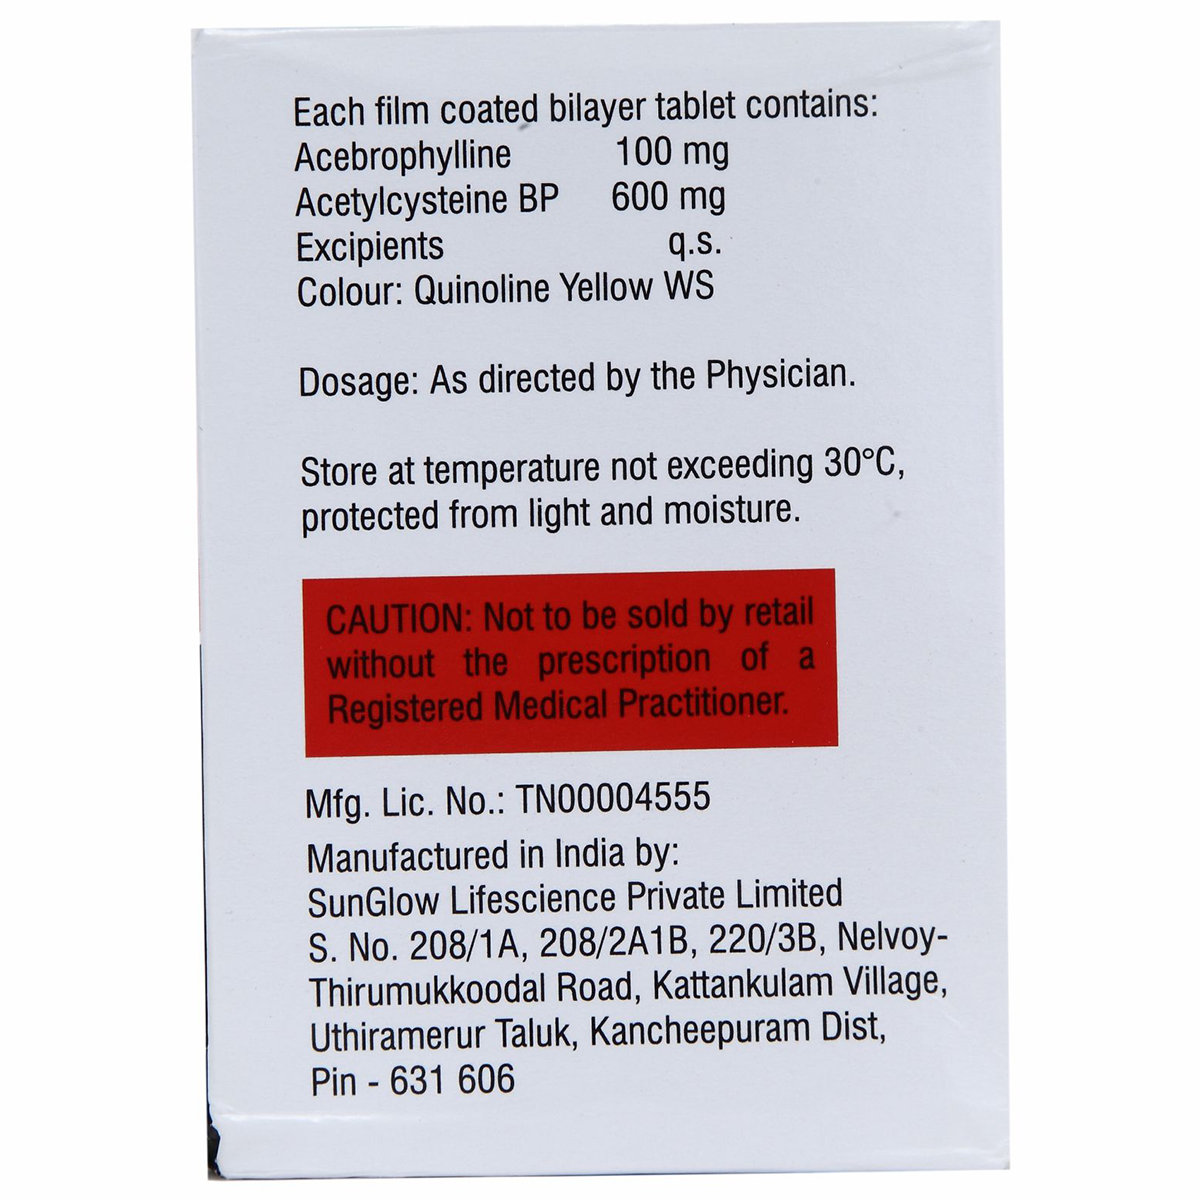 Each film coated bilayer tablet contains:
Acebrophylline 100 mg
Acetylcysteine BP 600 mg
Excipients q.s.
Colour: Quinoline Yellow WS
Dosage: As directed by the Physician.
Store at temperature not exceeding 30°C,
protected from light and moisture.
CAUTION: Not to be sold by retail
without the prescription of a
Registered Medical Practitioner.
Mfg. Lic. No.: TN00004555
Manufactured in India by:
SunGlow Lifescience Private Limited
S. No. 208/1A, 208/2A1B, 220/3B, Nelvoy-
Thirumukkoodal Road, Kattankulam Village,
Uthiramerur Taluk, Kancheepuram Dist,
Pin - 631 606